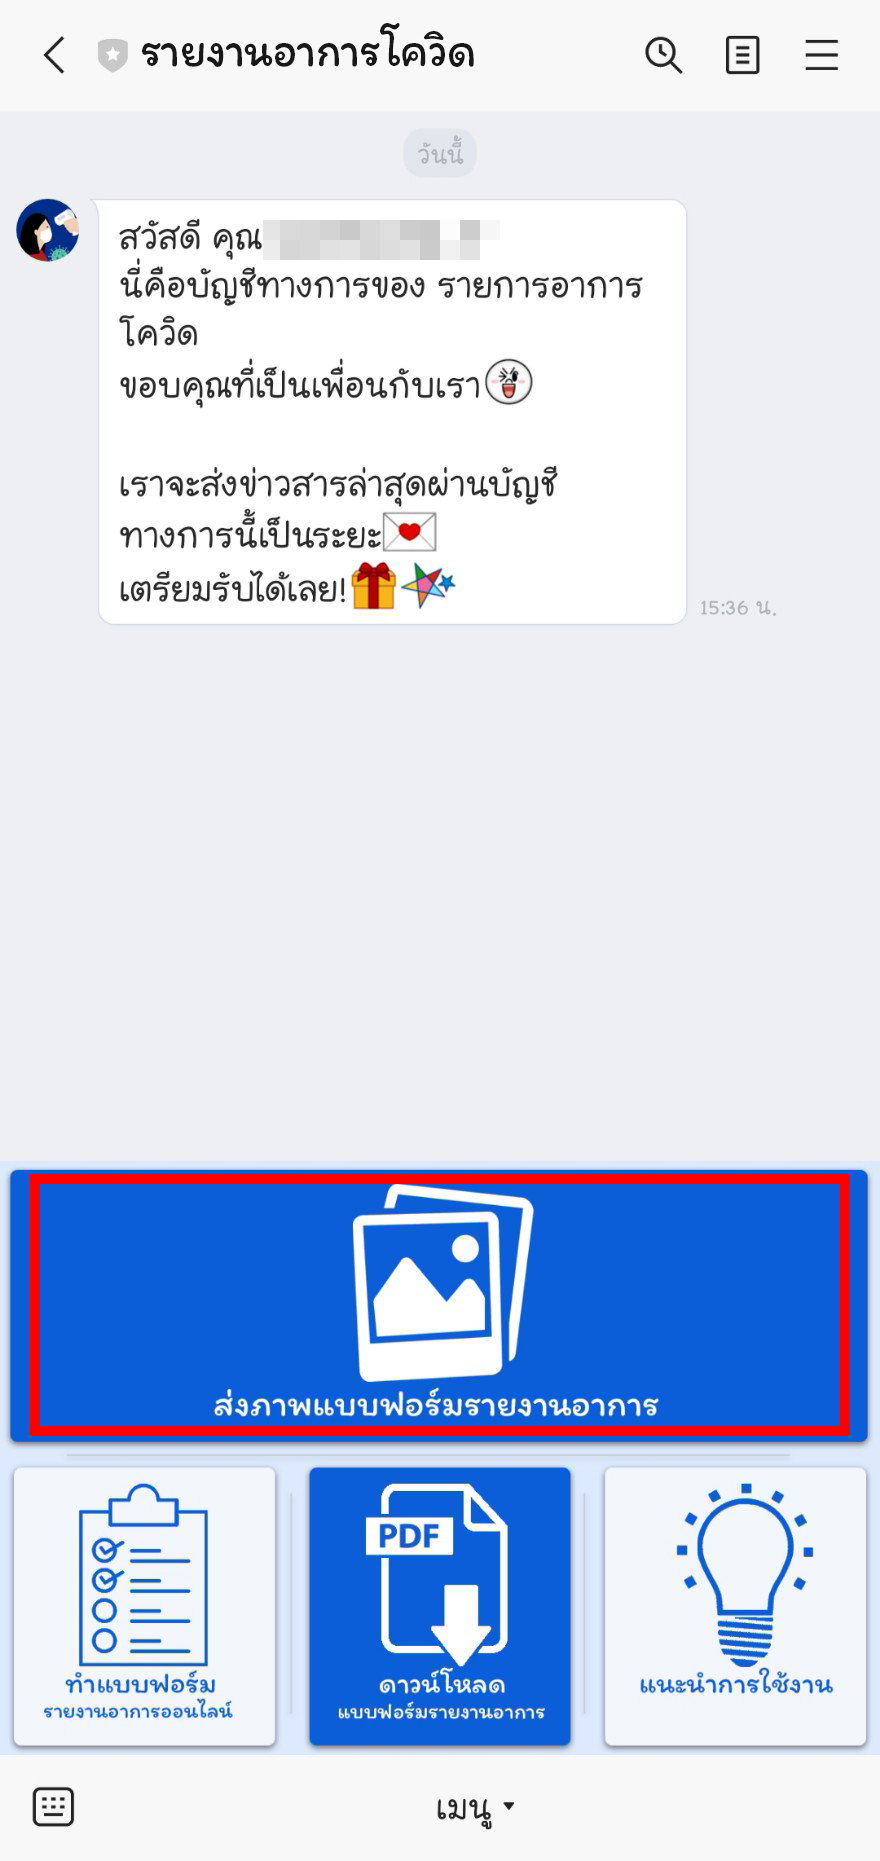 รายงานอาการโควิด
วันนี้
สวัสดี คุณ
นี่คือบัญชีทางการของ รายการอาการ
โควิด
ขอบคุณที่เป็นเพื่อนกับเรา
เราจะส่งข่าวสารล่าสุดผ่านบัญชี
ทางการนี้เป็นระยะ
เตรียมรับได้เลย!
15:36 น.
ส่งภาพแบบฟอร์มรายงานอาการ
ทำแบบฟอร์ม
รายงานอาการออนไลน์
PDF
ดาวน์โหลด
แบบฟอร์มรายงานอาการ
แนะนำการใช้งาน
เมนู